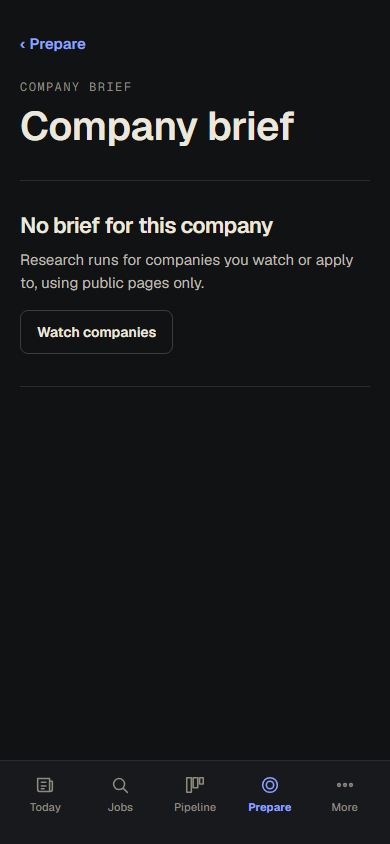 ‹ Prepare
COMPANY BRIEF
Company brief
No brief for this company
Research runs for companies you watch or apply
to, using public pages only.
Watch companies
Today
Jobs
Pipeline
Prepare
More